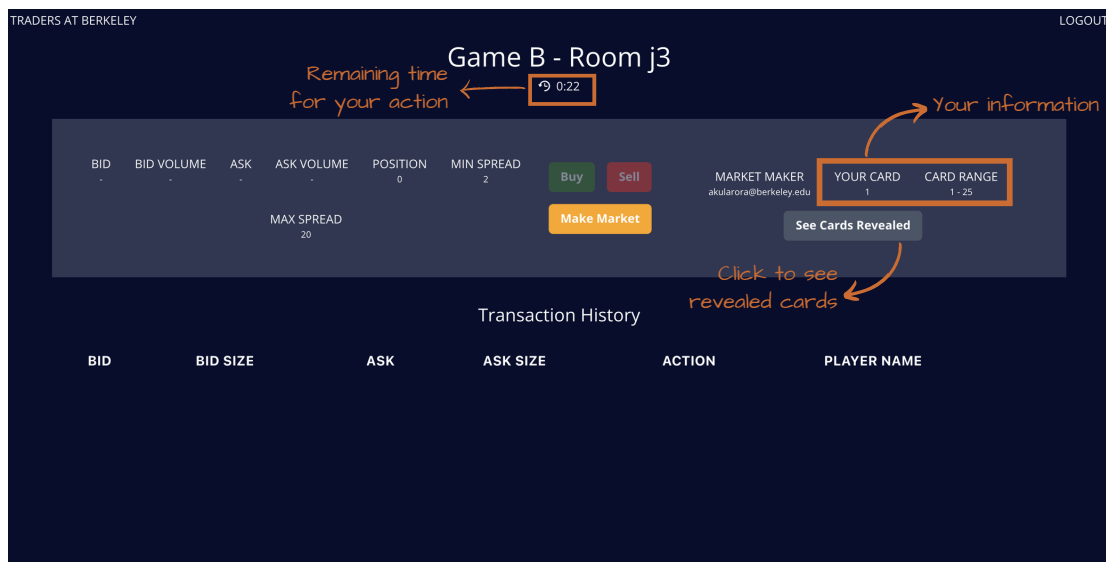 TRADERS AT BERKELEY
LOGOUT
Game B - Room j3
0:22
Remaining time
for your action
Your information
BID BID VOLUME ASK ASK VOLUME POSITION MIN SPREAD
- - - - 0 2
MAX SPREAD
20
Buy Sell
Make Market
MARKET MAKER YOUR CARD CARD RANGE
akularora@berkeley.edu 1 1 - 25
See Cards Revealed
Click to see
revealed cards
Transaction History
BID BID SIZE ASK ASK SIZE ACTION PLAYER NAME